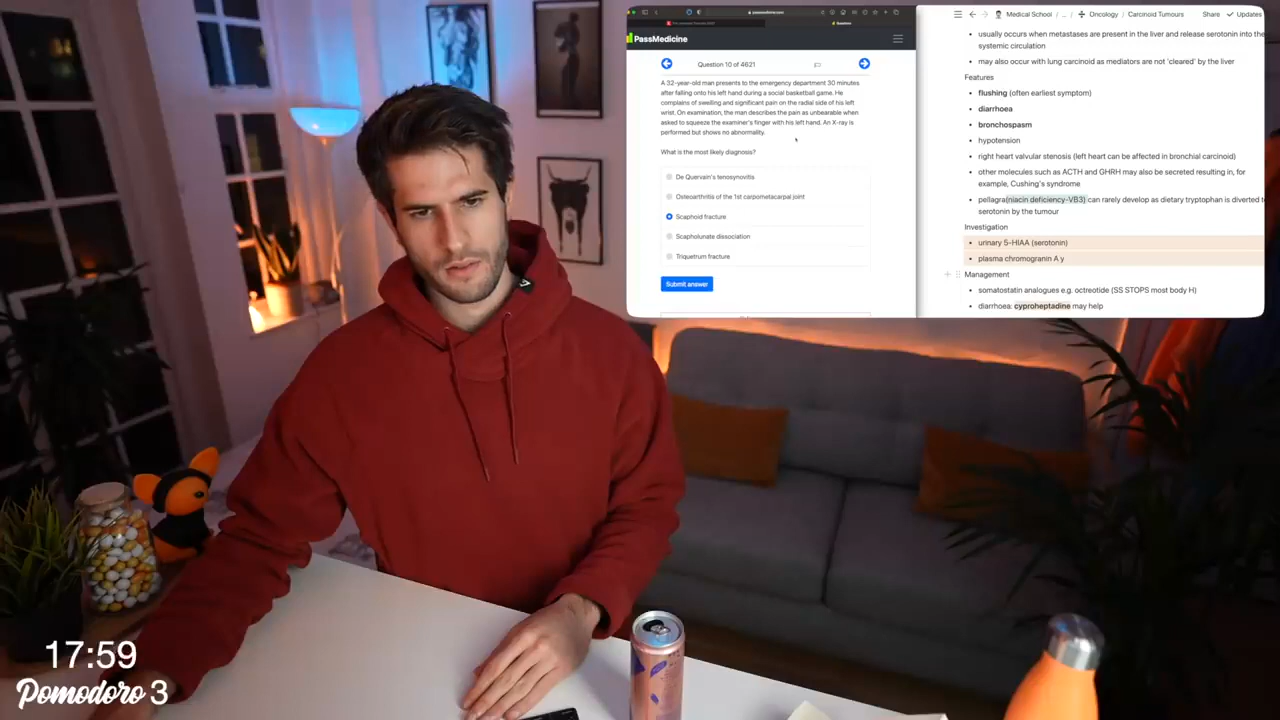 PassMedicine
Question 10 of 4621
A 32-year-old man presents to the emergency department 30 minutes
after falling onto his left hand during a social basketball game. He
complains of swelling and significant pain on the radial side of his left
wrist. On examination, the man describes the pain as unbearable when
asked to squeeze the examiner's finger with his left hand. An X-ray is
performed but shows no abnormality.
What is the most likely diagnosis?
De Quervain's tenosynovitis
Osteoarthritis of the 1st carpometacarpal joint
Scaphoid fracture
Scapholunate dissociation
Triquetrum fracture
Submit answer
Medical School / ... / Oncology / Carcinoid Tumours Share Updates
usually occurs when metastases are present in the liver and release serotonin into the
systemic circulation
may also occur with lung carcinoid as mediators are not 'cleared' by the liver
Features
flushing (often earliest symptom)
diarrhoea
bronchospasm
hypotension
right heart valvular stenosis (left heart can be affected in bronchial carcinoid)
other molecules such as ACTH and GHRH may also be secreted resulting in, for
example, Cushing's syndrome
pellagra(niacin deficiency-VB3) can rarely develop as dietary tryptophan is diverted to
serotonin by the tumour
Investigation
urinary 5-HIAA (serotonin)
plasma chromogranin A y
Management
somatostatin analogues e.g. octreotide (SS STOPS most body H)
diarrhoea: cyproheptadine may help
17:59
Pomodoro 3